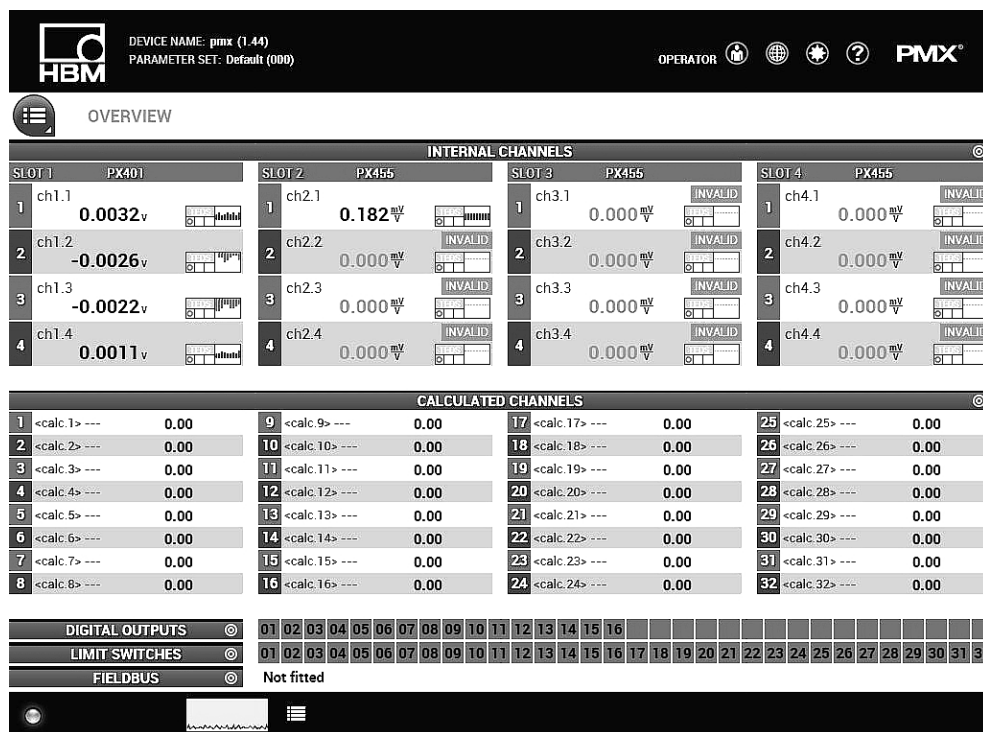 HBM
DEVICE NAME: pmx (1.44)
PARAMETER SET: Default (000)
OPERATOR
PMX®
OVERVIEW
INTERNAL CHANNELS
SLOT 1 PX401
1 ch1.1 0.0032 V
2 ch1.2 -0.0026 V
3 ch1.3 -0.0022 V
4 ch1.4 0.0011 V
SLOT 2 PX455
1 ch2.1 0.182 mV/V
2 ch2.2 INVALID 0.000 mV/V
3 ch2.3 INVALID 0.000 mV/V
4 ch2.4 INVALID 0.000 mV/V
SLOT 3 PX455
1 ch3.1 INVALID 0.000 mV/V
2 ch3.2 INVALID 0.000 mV/V
3 ch3.3 INVALID 0.000 mV/V
4 ch3.4 INVALID 0.000 mV/V
SLOT 4 PX455
1 ch4.1 INVALID 0.000 mV/V
2 ch4.2 INVALID 0.000 mV/V
3 ch4.3 INVALID 0.000 mV/V
4 ch4.4 INVALID 0.000 mV/V
CALCULATED CHANNELS
1 <calc.1> --- 0.00
2 <calc.2> --- 0.00
3 <calc.3> --- 0.00
4 <calc.4> --- 0.00
5 <calc.5> --- 0.00
6 <calc.6> --- 0.00
7 <calc.7> --- 0.00
8 <calc.8> --- 0.00
9 <calc.9> --- 0.00
10 <calc.10> --- 0.00
11 <calc.11> --- 0.00
12 <calc.12> --- 0.00
13 <calc.13> --- 0.00
14 <calc.14> --- 0.00
15 <calc.15> --- 0.00
16 <calc.16> --- 0.00
17 <calc.17> --- 0.00
18 <calc.18> --- 0.00
19 <calc.19> --- 0.00
20 <calc.20> --- 0.00
21 <calc.21> --- 0.00
22 <calc.22> --- 0.00
23 <calc.23> --- 0.00
24 <calc.24> --- 0.00
25 <calc.25> --- 0.00
26 <calc.26> --- 0.00
27 <calc.27> --- 0.00
28 <calc.28> --- 0.00
29 <calc.29> --- 0.00
30 <calc.30> --- 0.00
31 <calc.31> --- 0.00
32 <calc.32> --- 0.00
DIGITAL OUTPUTS 01 02 03 04 05 06 07 08 09 10 11 12 13 14 15 16
LIMIT SWITCHES 01 02 03 04 05 06 07 08 09 10 11 12 13 14 15 16 17 18 19 20 21 22 23 24 25 26 27 28 29 30 31
FIELDBUS Not fitted